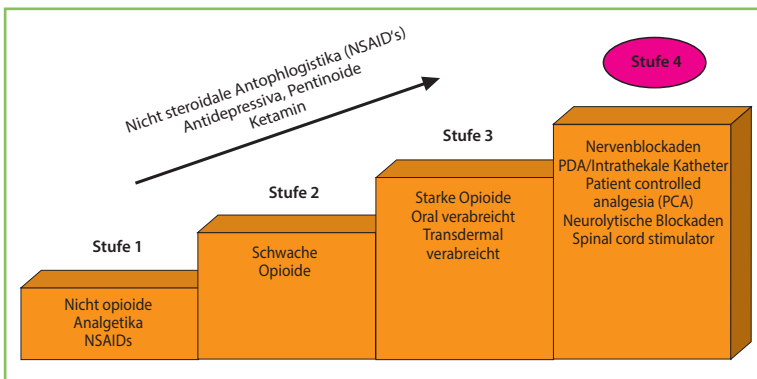 Nicht steroidale Antophlogistika (NSAID's)
Antidepressiva, Pentinoide
Ketamin
Stufe 1
Nicht opioide
Analgetika
NSAIDs
Stufe 2
Schwache
Opioide
Stufe 3
Starke Opioide
Oral verabreicht
Transdermal
verabreicht
Stufe 4
Nervenblockaden
PDA/Intrathekale Katheter
Patient controlled
analgesia (PCA)
Neurolytische Blockaden
Spinal cord stimulator